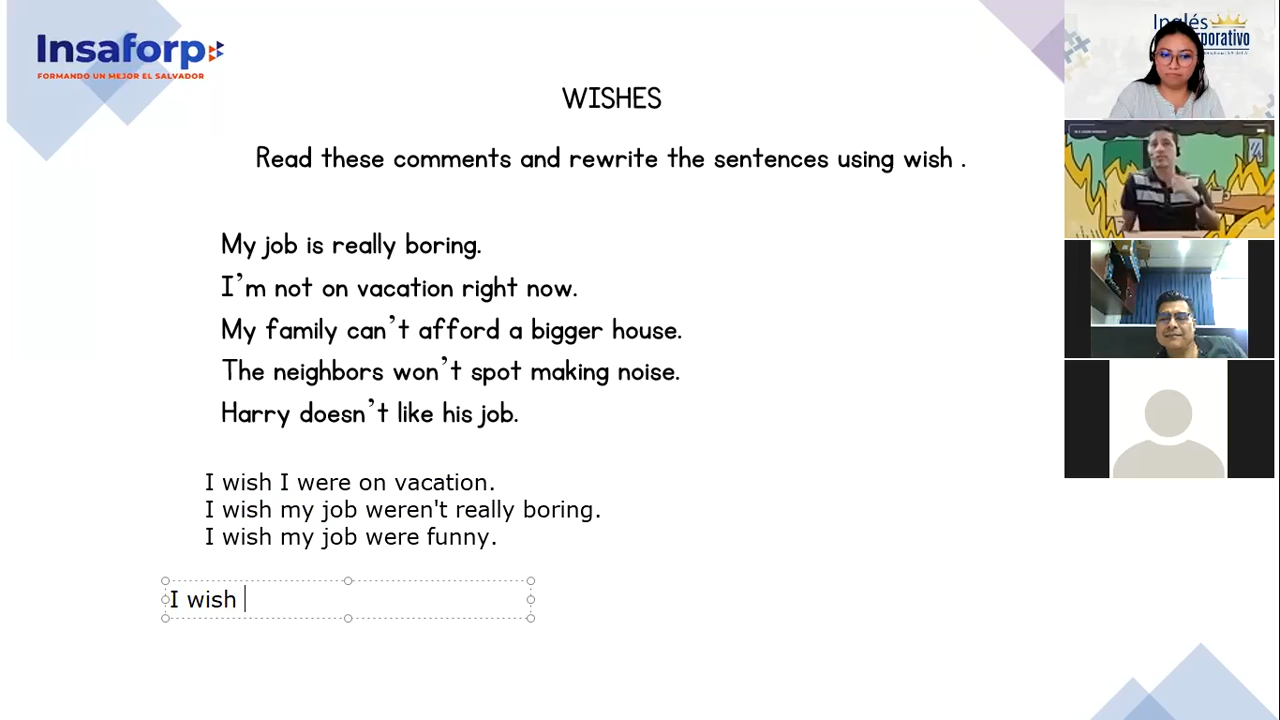 Insaforp
FORMANDO UN MEJOR EL SALVADOR
Inglés
WISHES
Read these comments and rewrite the sentences using wish .
My job is really boring.
I'm not on vacation right now.
My family can't afford a bigger house.
The neighbors won't spot making noise.
Harry doesn't like his job.
I wish I were on vacation.
I wish my job weren't really boring.
I wish my job were funny.
I wish